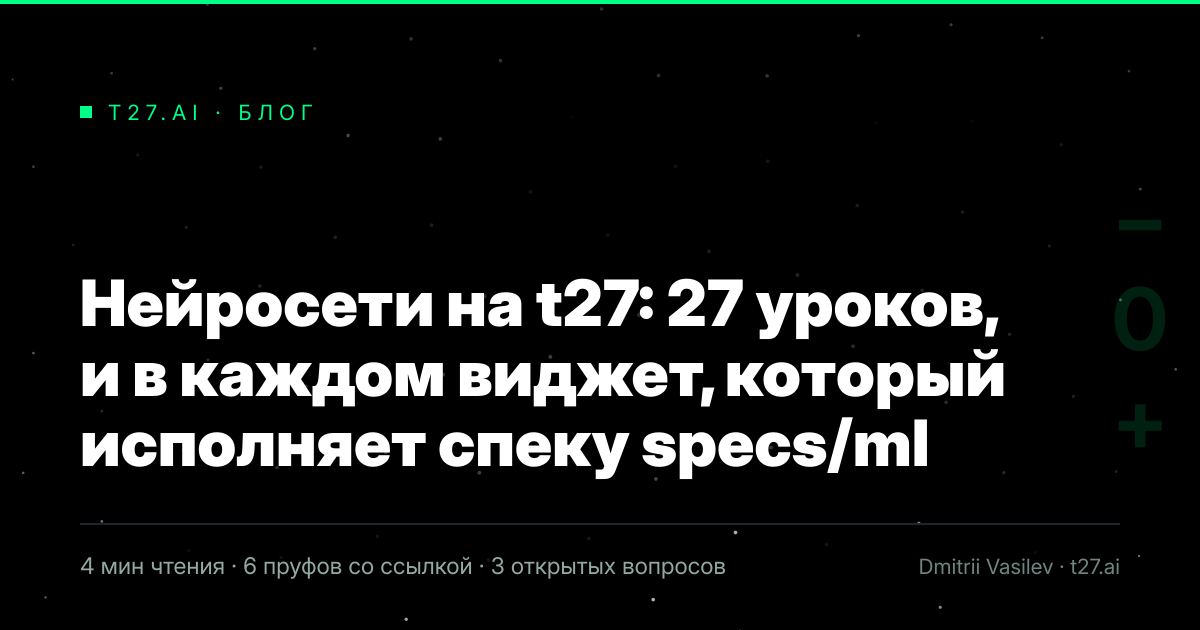 T27.AI · БЛОГ
Нейросети на t27: 27 уроков,
и в каждом виджет, который
исполняет спеку specs/ml
4 мин чтения · 6 пруфов со ссылкой · 3 открытых вопросов
Dmitrii Vasilev · t27.ai
−
0
+